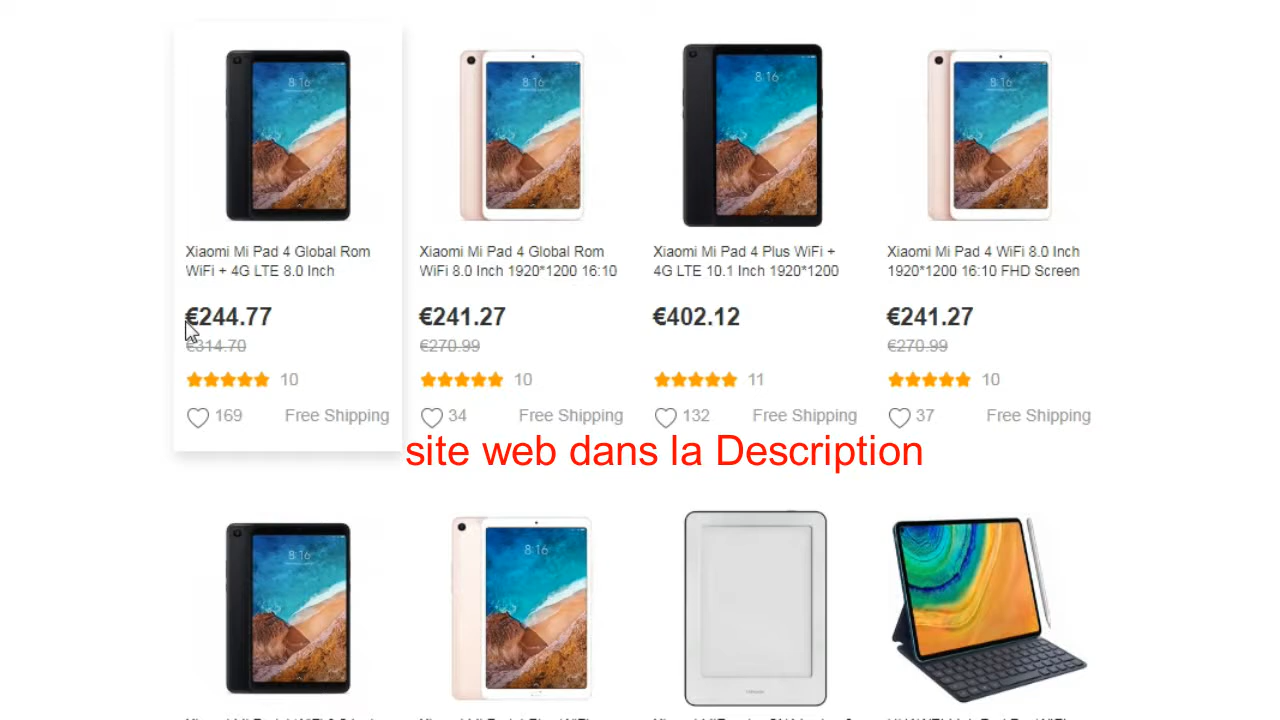 8:16
8:16
8:16
8:16
Xiaomi Mi Pad 4 Global Rom
WiFi + 4G LTE 8.0 Inch
€244.77
€314.70
10
169 Free Shipping
Xiaomi Mi Pad 4 Global Rom
WiFi 8.0 Inch 1920*1200 16:10
€241.27
€270.99
10
34 Free Shipping
Xiaomi Mi Pad 4 Plus WiFi +
4G LTE 10.1 Inch 1920*1200
€402.12
11
132 Free Shipping
Xiaomi Mi Pad 4 WiFi 8.0 Inch
1920*1200 16:10 FHD Screen
€241.27
€270.99
10
37 Free Shipping
site web dans la Description
8:16
8:16